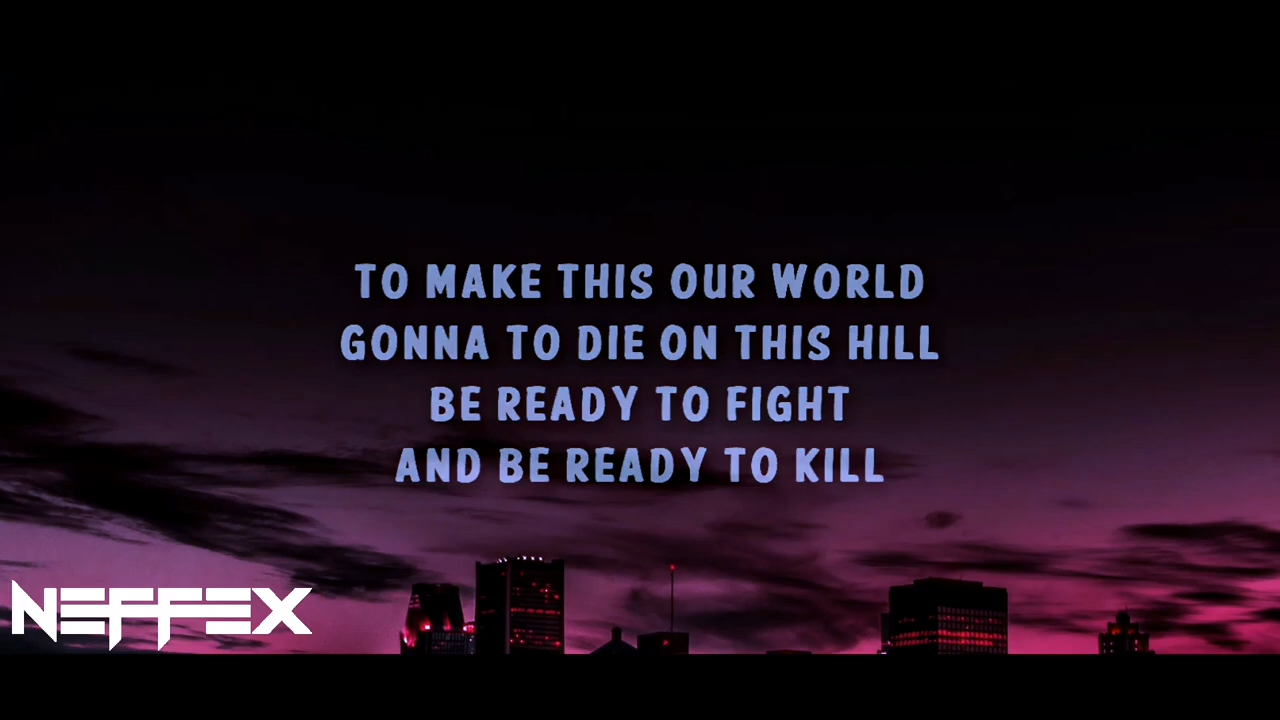 TO MAKE THIS OUR WORLD
GONNA TO DIE ON THIS HILL
BE READY TO FIGHT
AND BE READY TO KILL
NEFFEX